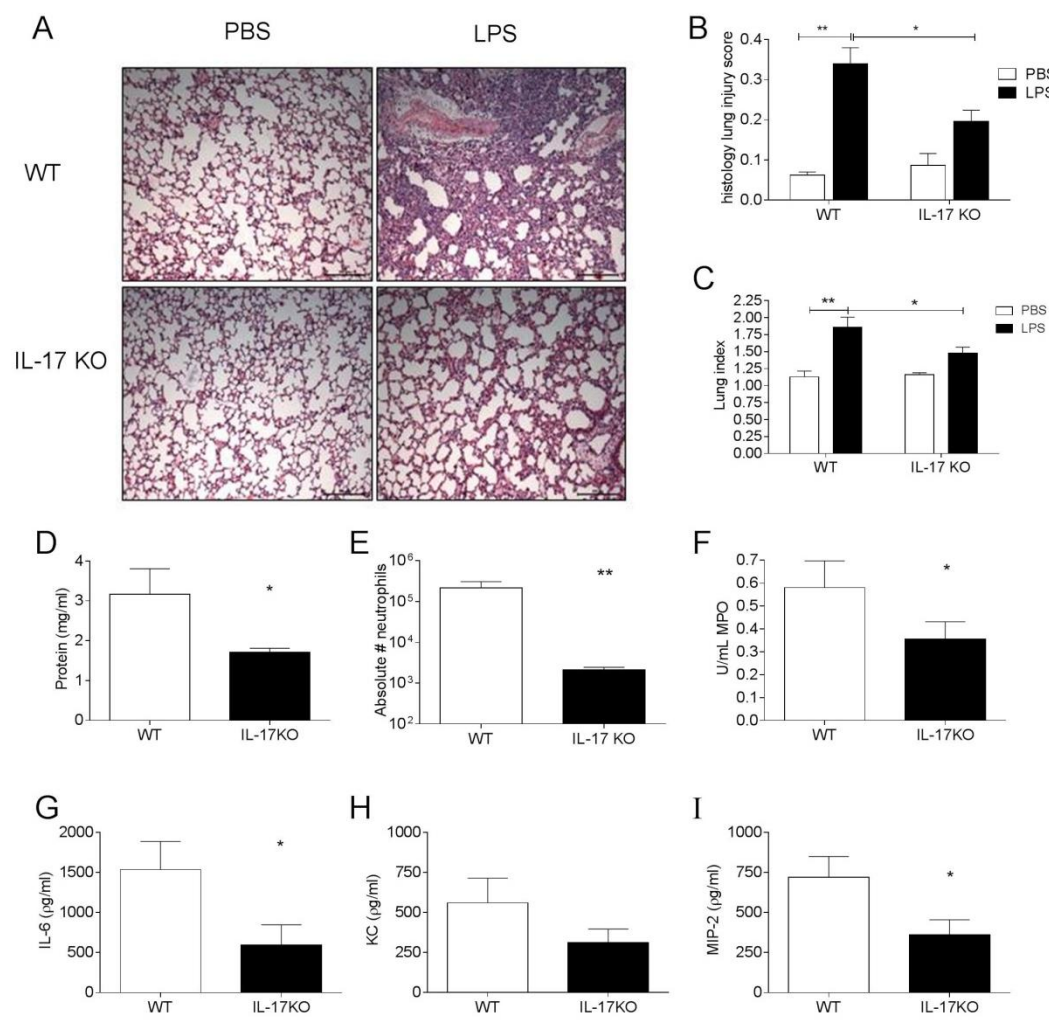 A
PBS
LPS
WT
IL-17 KO
B
histology lung injury score
0.4
0.3
0.2
0.1
0.0
**
*
WT
IL-17 KO
PBS
LPS
C
Lung index
2.25
2.00
1.75
1.50
1.25
1.00
0.75
0.50
0.25
0.00
**
*
WT
IL-17 KO
PBS
LPS
D
Protein (mg/ml)
4
3
2
1
0
*
WT
IL-17KO
E
Absolute # neutrophils
10⁶
10⁵
10⁴
10³
10²
**
WT
IL-17 KO
F
U/mL MPO
0.7
0.6
0.5
0.4
0.3
0.2
0.1
0.0
*
WT
IL-17KO
G
IL-6 (ρg/ml)
2000
1500
1000
500
0
*
WT
IL-17KO
H
KC (ρg/ml)
1000
750
500
250
0
WT
IL-17KO
I
MIP-2 (ρg/ml)
1000
750
500
250
0
*
WT
IL-17KO